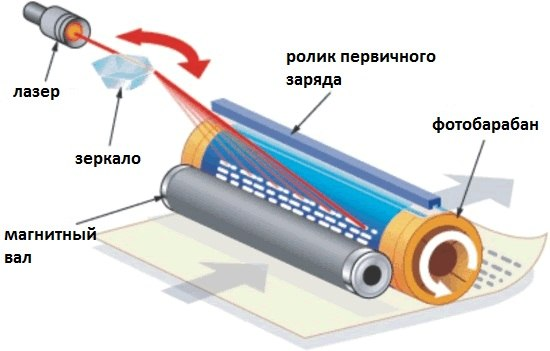 ролик первичного
заряда
лазер
фотобарабан
зеркало
магнитный
вал